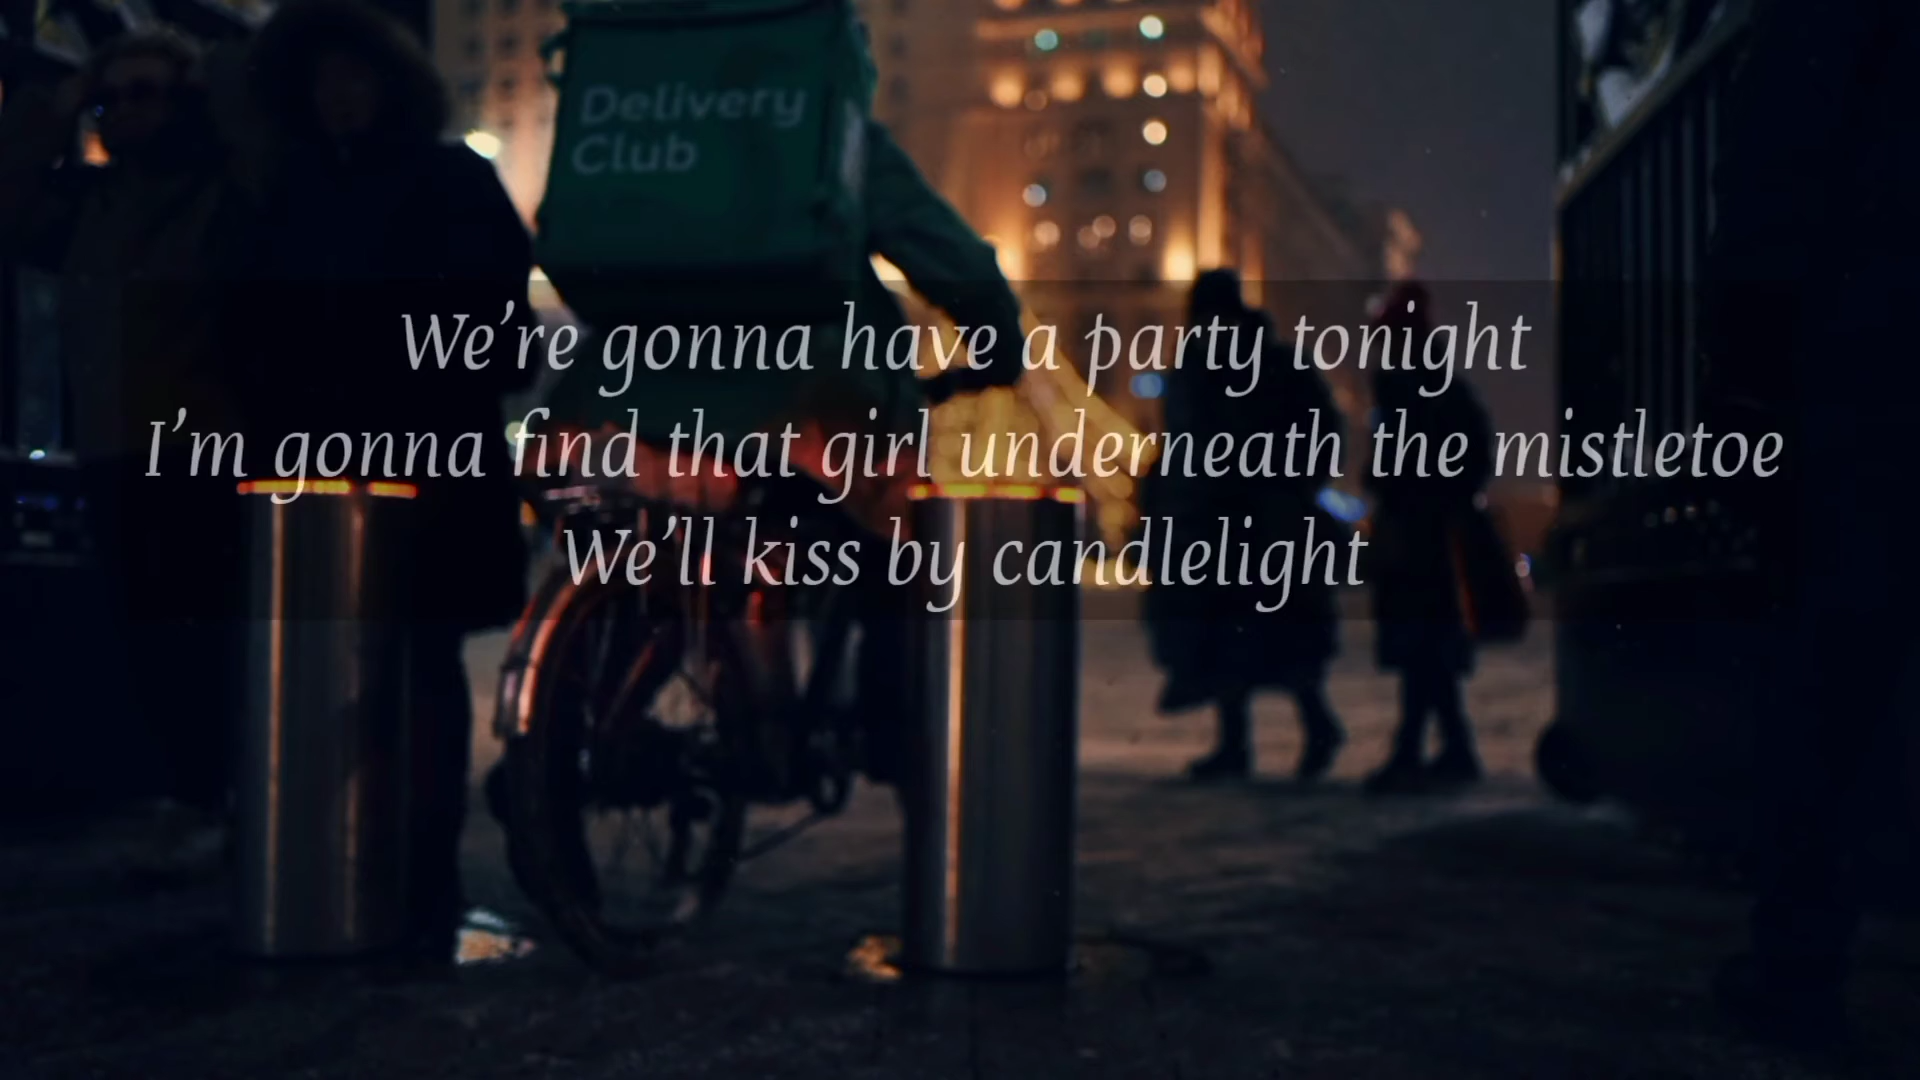 Delivery
Club
We’re gonna have a party tonight
I’m gonna find that girl underneath the mistletoe
We’ll kiss by candlelight